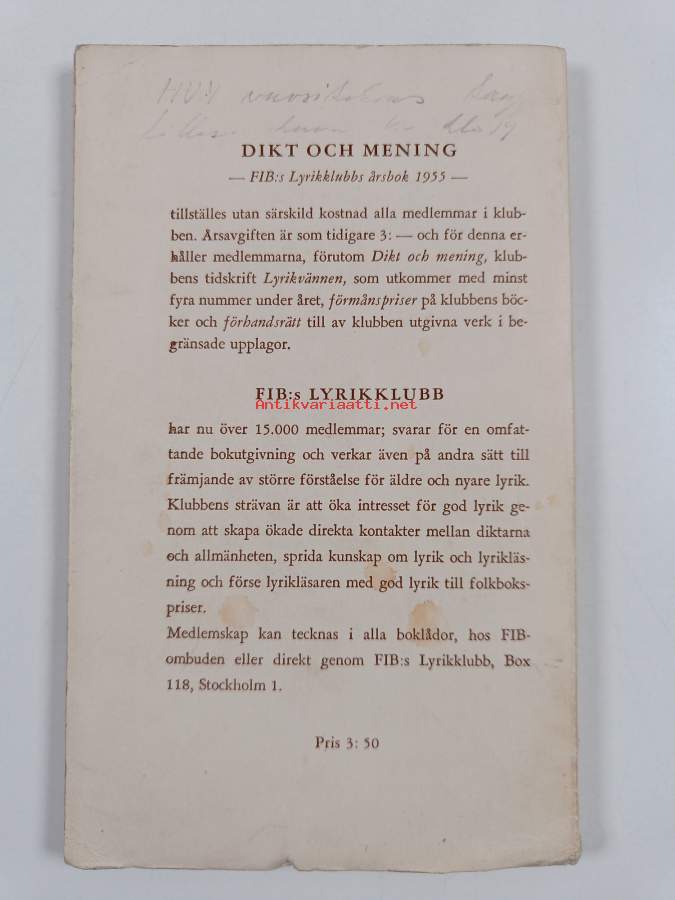 DIKT OCH MENING
— FIB:s Lyrikklubbs årsbok 1955 —
tillställes utan särskild kostnad alla medlemmar i klub-
ben. Årsavgiften är som tidigare 3: — och för denna er-
håller medlemmarna, förutom Dikt och mening, klub-
bens tidskrift Lyrikvännen, som utkommer med minst
fyra nummer under året, förmånspriser på klubbens böc-
ker och förhandsrätt till av klubben utgivna verk i be-
gränsade upplagor.
FIB:s LYRIKKLUBB
Antikvariaatti.net
har nu över 15.000 medlemmar; svarar för en omfat-
tande bokutgivning och verkar även på andra sätt till
främjande av större förståelse för äldre och nyare lyrik.
Klubbens strävan är att öka intresset för god lyrik ge-
nom att skapa ökade direkta kontakter mellan diktarna
och allmänheten, sprida kunskap om lyrik och lyrikläs-
ning och förse lyrikläsaren med god lyrik till folkboks-
priser.
Medlemskap kan tecknas i alla boklådor, hos FIB-
ombuden eller direkt genom FIB:s Lyrikklubb, Box
118, Stockholm 1.
Pris 3: 50